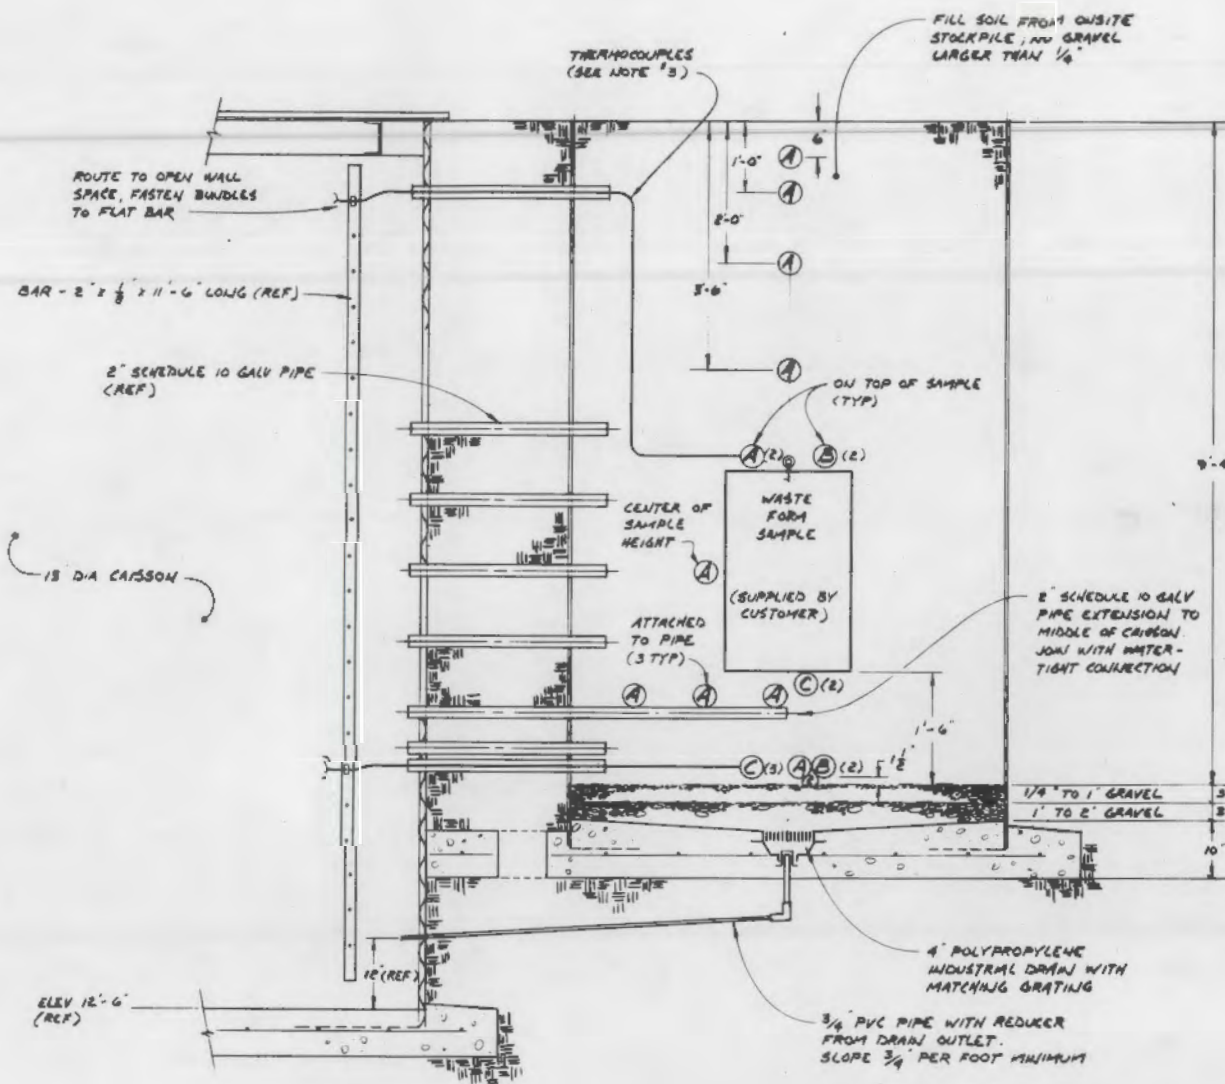 FILL SOIL FROM ONSITE
STOCKPILE, NO GRAVEL
LARGER THAN 1/4"
THERMOCOUPLES
(SEE NOTE #3)
6"
A
1'-0"
A
ROUTE TO OPEN WALL
SPACE, FASTEN BUNDLES
TO FLAT BAR
2'-0"
A
BAR - 2" x 1/8" x 11'-6" LONG (REF)
3'-6"
A
2" SCHEDULE 10 GALV PIPE
(REF)
ON TOP OF SAMPLE
(TYP)
A (2)
B (2)
9'-4
WASTE
FORM
SAMPLE
CENTER OF
SAMPLE
HEIGHT
A
(SUPPLIED BY
CUSTOMER)
13' DIA CAISSON
2" SCHEDULE 10 GALV
PIPE EXTENSION TO
MIDDLE OF CAISSON.
JOIN WITH WATER-
TIGHT CONNECTION
ATTACHED
TO PIPE
(3 TYP)
C (2)
A
A
A
1'-6"
1 1/2"
C (3)
A
B (2)
1/4" TO 1" GRAVEL
1" TO 2" GRAVEL
10"
12" (REF)
4" POLYPROPYLENE
INDUSTRIAL DRAIN WITH
MATCHING GRATING
ELEV 12'-6"
(REF)
3/4" PVC PIPE WITH REDUCER
FROM DRAIN OUTLET.
SLOPE 3/4" PER FOOT MINIMUM